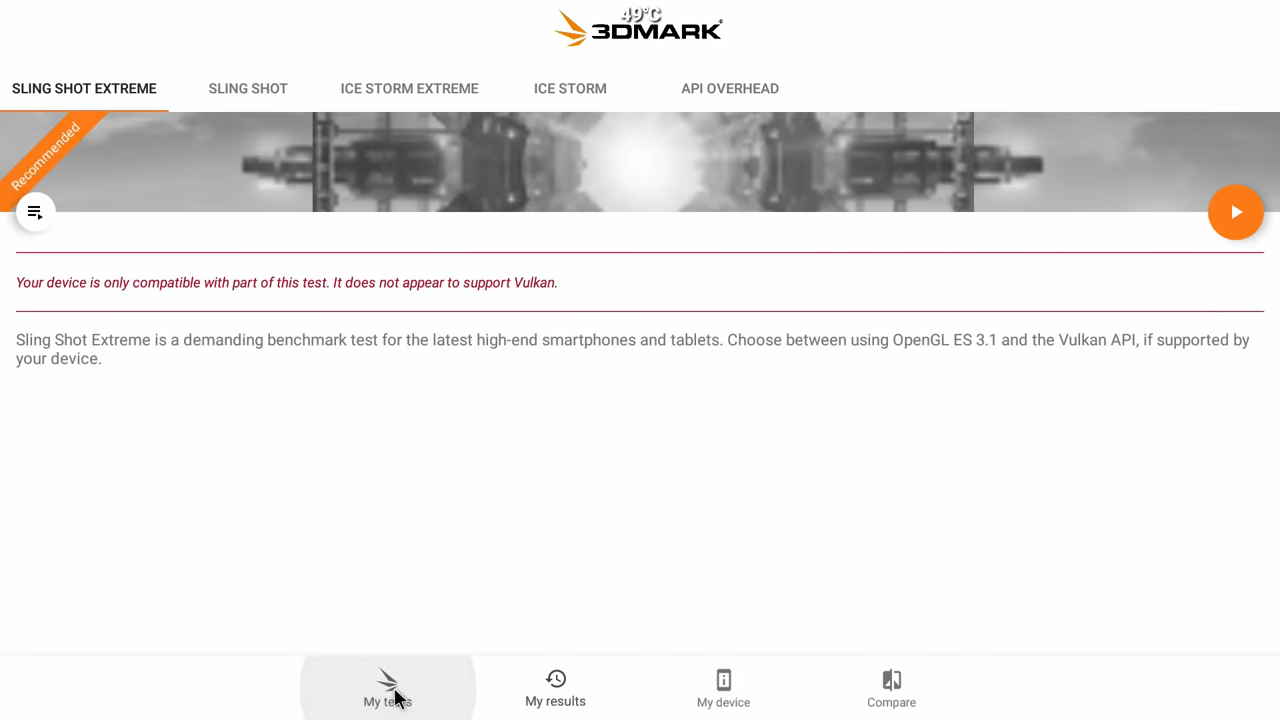 49°C
3DMARK
SLING SHOT EXTREME
SLING SHOT
ICE STORM EXTREME
ICE STORM
API OVERHEAD
Recommended
Your device is only compatible with part of this test. It does not appear to support Vulkan.
Sling Shot Extreme is a demanding benchmark test for the latest high-end smartphones and tablets. Choose between using OpenGL ES 3.1 and the Vulkan API, if supported by
your device.
My tests
My results
My device
Compare